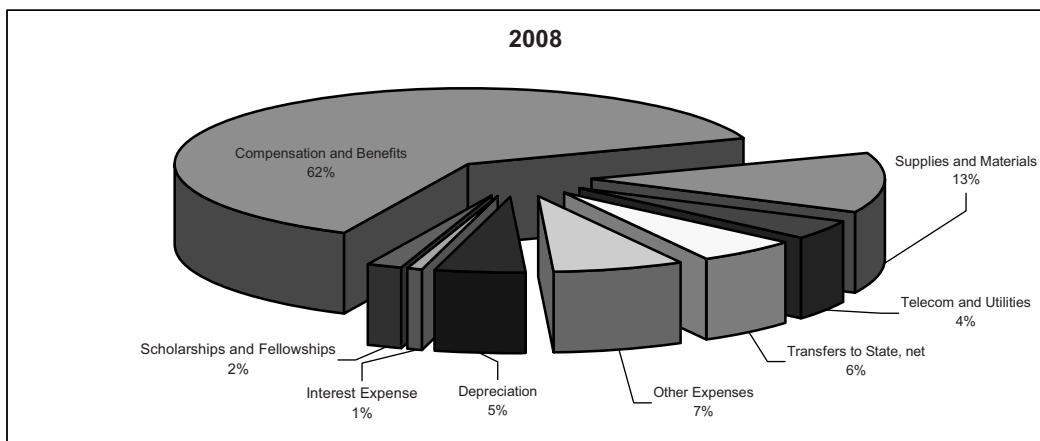 2008
Compensation and Benefits
62%
Supplies and Materials
13%
Telecom and Utilities
4%
Transfers to State, net
6%
Other Expenses
7%
Depreciation
5%
Interest Expense
1%
Scholarships and Fellowships
2%